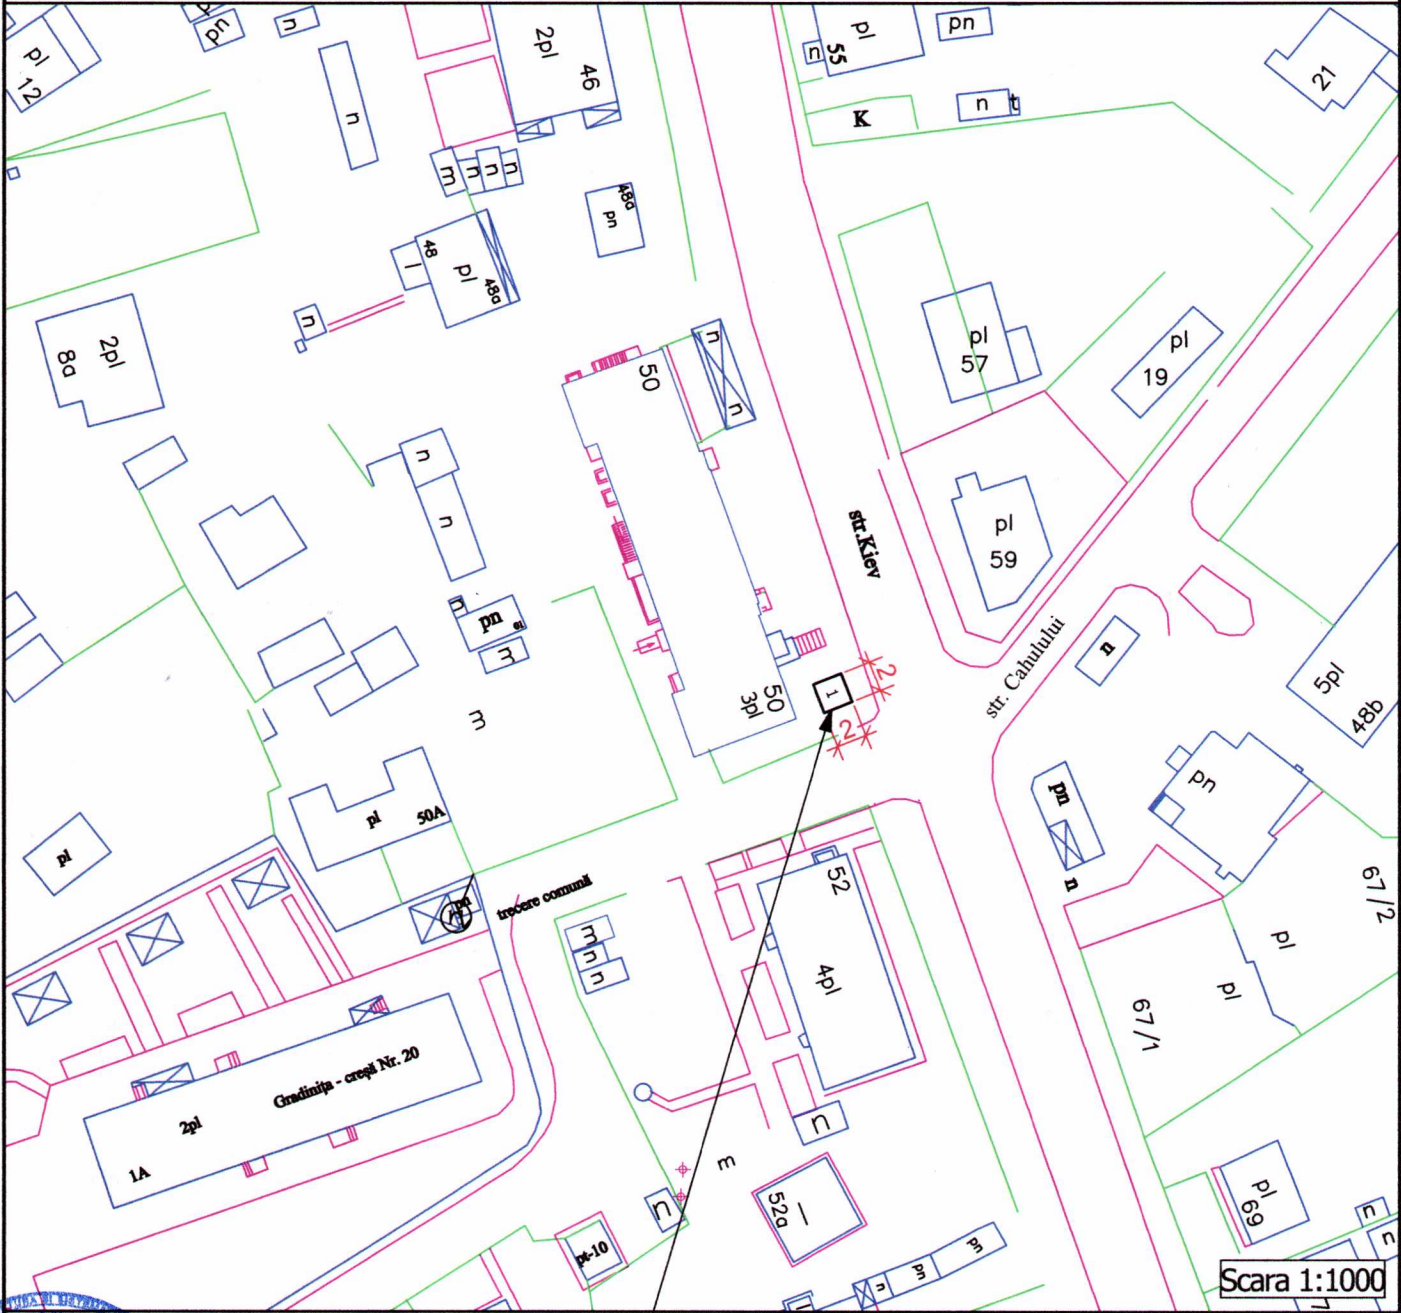 pn
n
pl
12
n
2pl
46
pl
55
n
pn
n
t
K
21
m
n
n
n
48a
pn
48
pl
48a
l
n
2pl
8a
n
n
50
pl
57
pl
19
n
n
str.Kiev
pl
59
n
pn
61
m
m
50
3pl
1
2
2
str. Cahulului
n
5pl
48b
pn
pn
n
pl
50A
pl
pn
trecere comună
m
n
n
52
4pl
67/2
pl
pl
67/1
Gradinița - creșă Nr. 20
2pl
1A
n
m
n
52a
l
pt-10
pn
pn
n
l
pl
69
n
n
Scara 1:1000